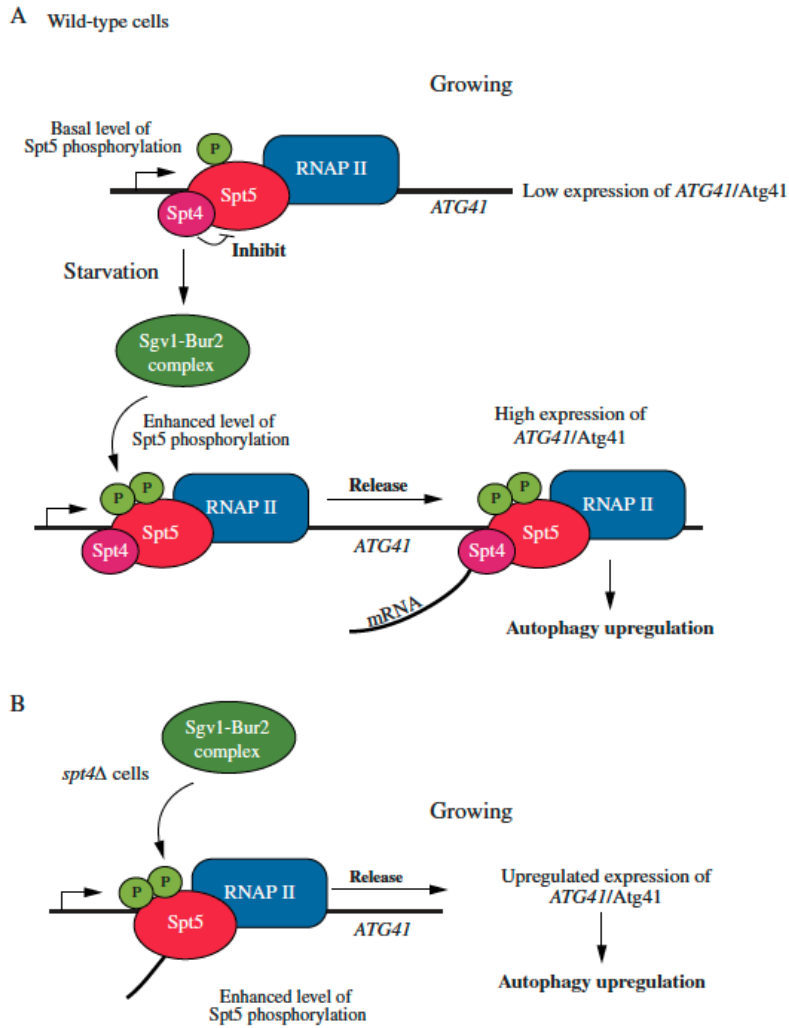 A Wild-type cells
Growing
Basal level of
Spt5 phosphorylation
P
RNAP II
Spt5
Spt4
ATG41
Low expression of ATG41/Atg41
Inhibit
Starvation
Sgv1-Bur2
complex
Enhanced level of
Spt5 phosphorylation
High expression of
ATG41/Atg41
P
P
RNAP II
Spt5
Spt4
Release
ATG41
P
P
RNAP II
Spt5
Spt4
mRNA
Autophagy upregulation
B
Sgv1-Bur2
complex
spt4Δ cells
Growing
P
P
RNAP II
Spt5
Release
ATG41
Upregulated expression of
ATG41/Atg41
Autophagy upregulation
Enhanced level of
Spt5 phosphorylation